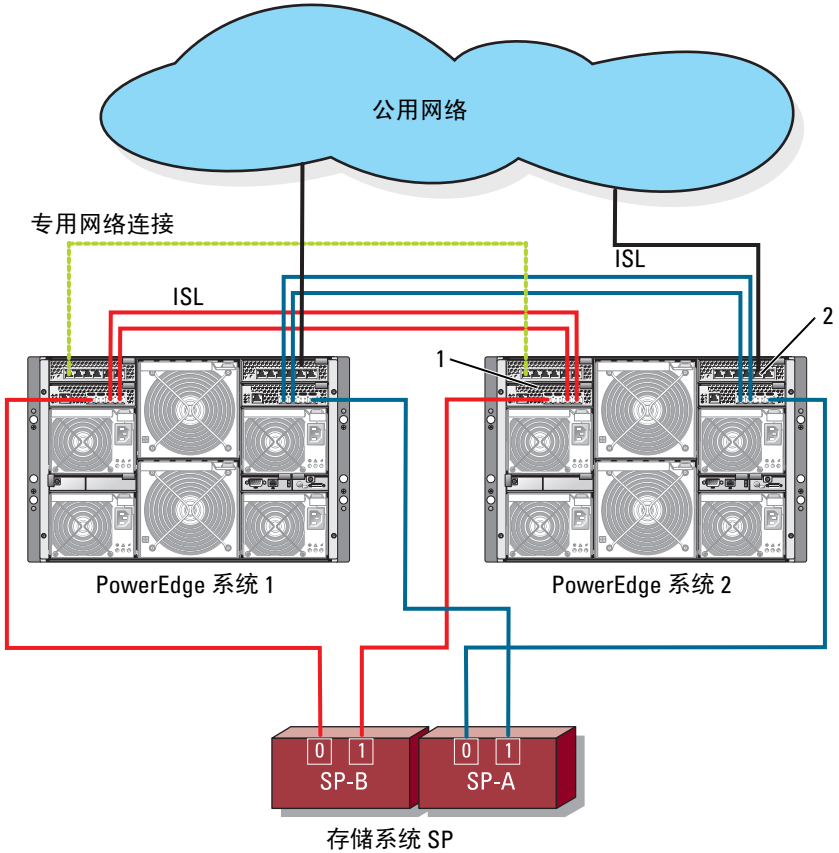 公用网络
专用网络连接
ISL
ISL
2
1
PowerEdge 系统 1
PowerEdge 系统 2
0 1
SP-B
0 1
SP-A
存储系统 SP